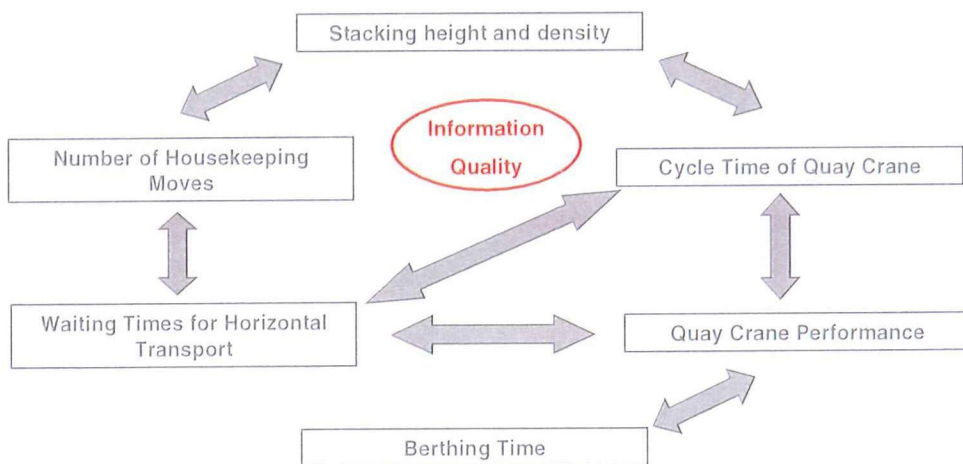 Stacking height and density
Information
Quality
Number of Housekeeping
Moves
Cycle Time of Quay Crane
Waiting Times for Horizontal
Transport
Quay Crane Performance
Berthing Time